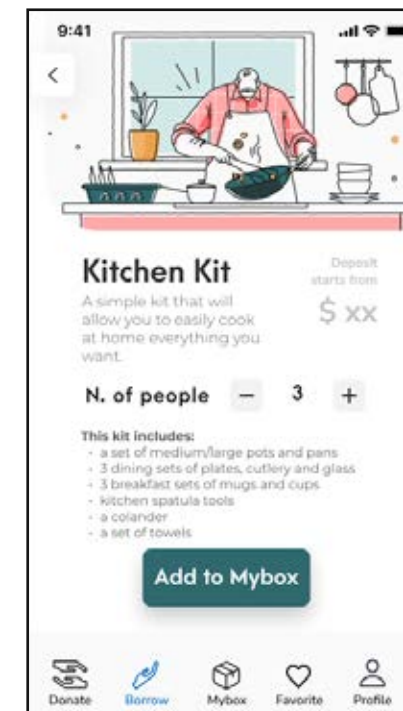 9:41
Kitchen Kit
Deposit
starts from
$ xx
A simple kit that will
allow you to easily cook
at home everything you
want.
N. of people − 3 +
This kit includes:
- a set of medium/large pots and pans
- 3 dining sets of plates, cutlery and glass
- 3 breakfast sets of mugs and cups
- kitchen spatula tools
- a colander
- a set of towels
Add to Mybox
Donate Borrow Mybox Favorite Profile